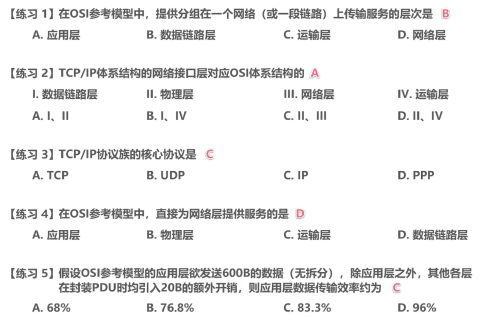 【练习 1】在OSI参考模型中，提供分组在一个网络（或一段链路）上传输服务的层次是 B
A. 应用层 B. 数据链路层 C. 运输层 D. 网络层
【练习 2】TCP/IP体系结构的网络接口层对应OSI体系结构的 A
I. 数据链路层 II. 物理层 III. 网络层 IV. 运输层
A. I、II B. I、IV C. II、III D. II、IV
【练习 3】TCP/IP协议族的核心协议是 C
A. TCP B. UDP C. IP D. PPP
【练习 4】在OSI参考模型中，直接为网络层提供服务的是 D
A. 应用层 B. 物理层 C. 运输层 D. 数据链路层
【练习 5】假设OSI参考模型的应用层欲发送600B的数据（无拆分），除应用层之外，其他各层
在封装PDU时均引入20B的额外开销，则应用层数据传输效率约为 C
A. 68% B. 76.8% C. 83.3% D. 96%